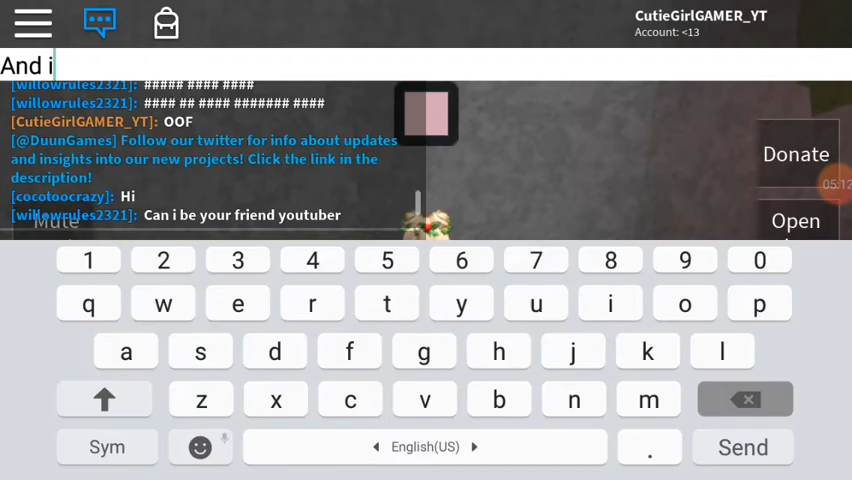 CutieGirlGAMER_YT
Account: <13
And i
[willowrules2321]: ##### #### ####
[willowrules2321]: #### ## #### ####### ####
[CutieGirlGAMER_YT]: OOF
[@DuunGames] Follow our twitter for info about updates
and insights into our new projects! Click the link in the
description!
[cocotoocrazy]: Hi
[willowrules2321]: Can i be your friend youtuber
Mute
Donate
05:12
Open
1 2 3 4 5 6 7 8 9 0
q w e r t y u i o p
a s d f g h j k l
z x c v b n m
Sym English(US) . Send